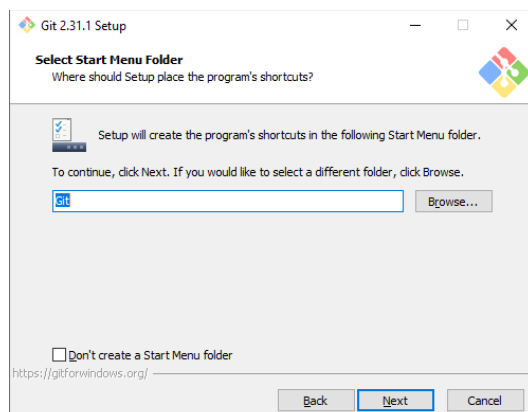 Git 2.31.1 Setup
Select Start Menu Folder
Where should Setup place the program's shortcuts?
Setup will create the program's shortcuts in the following Start Menu folder.
To continue, click Next. If you would like to select a different folder, click Browse.
Git
Browse...
Don't create a Start Menu folder
https://gitforwindows.org/
Back
Next
Cancel